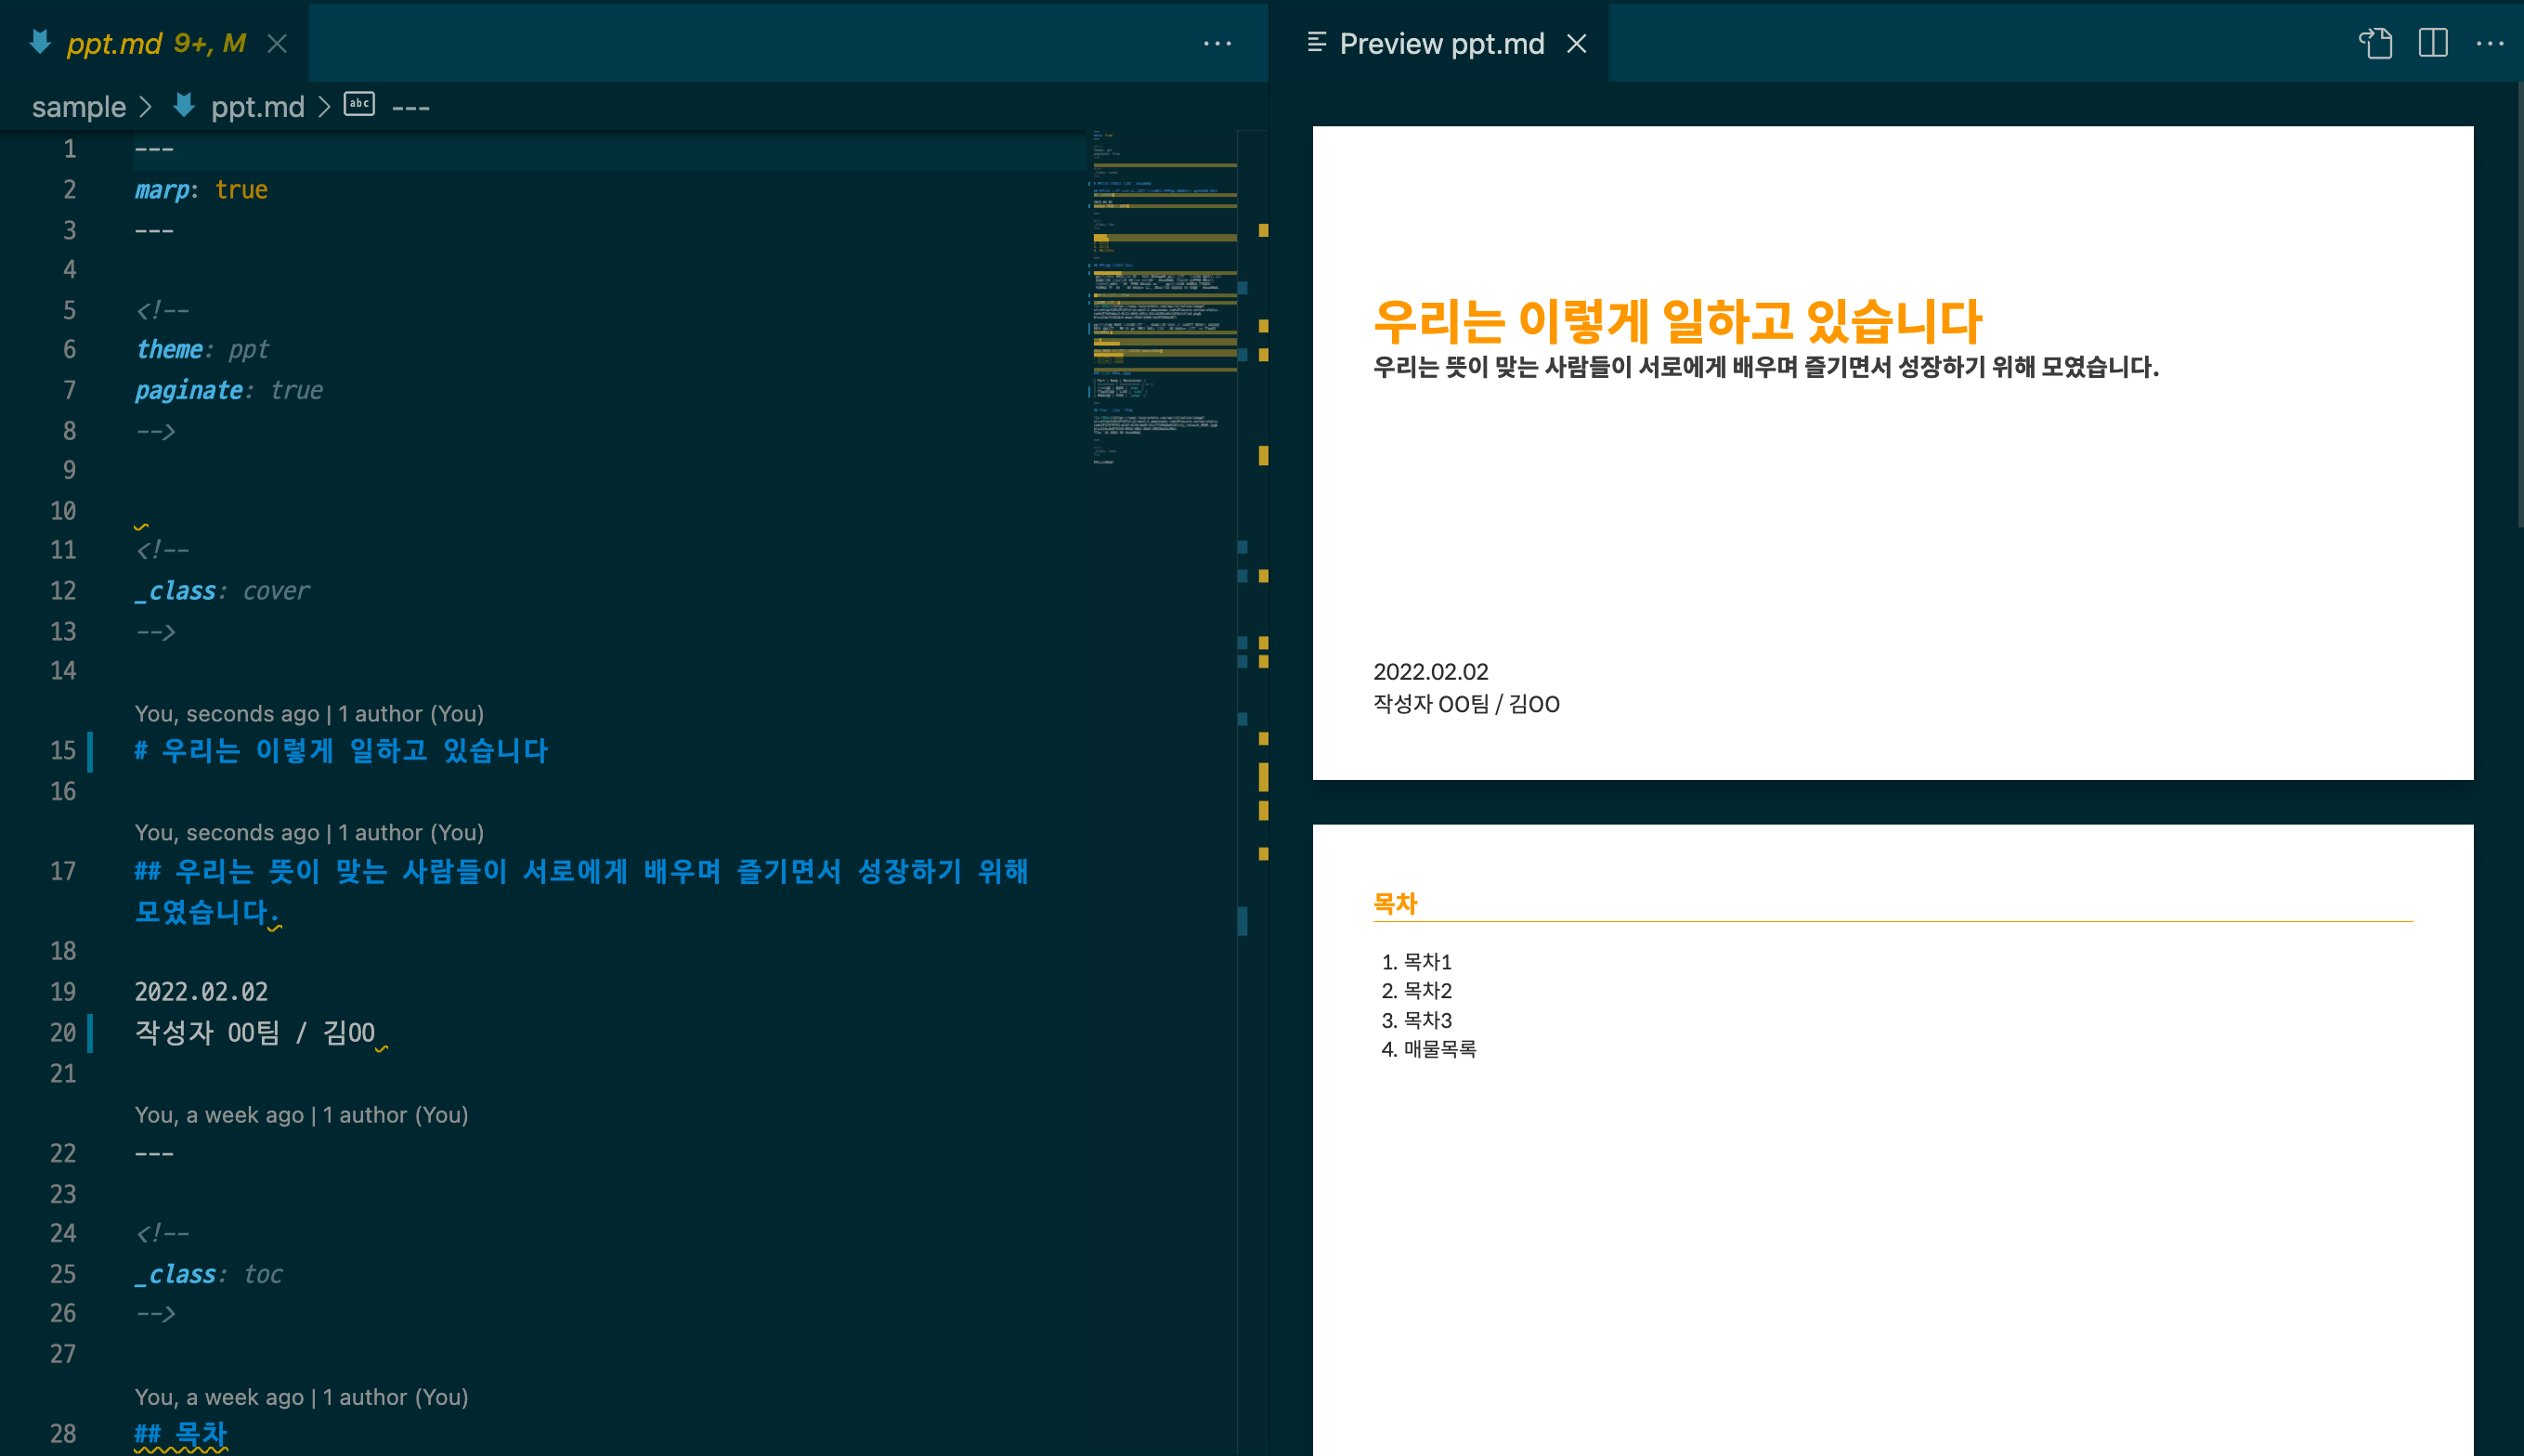 ppt.md 9+, M
sample > ppt.md > abc ---
1 ---
2 marp: true
3 ---
4
5 <!--
6 theme: ppt
7 paginate: true
8 -->
9
10
11 <!--
12 _class: cover
13 -->
14
You, seconds ago | 1 author (You)
15 # 우리는 이렇게 일하고 있습니다
16
You, seconds ago | 1 author (You)
17 ## 우리는 뜻이 맞는 사람들이 서로에게 배우며 즐기면서 성장하기 위해
모였습니다.
18
19 2022.02.02
20 작성자 OO팀 / 김OO
21
You, a week ago | 1 author (You)
22 ---
23
24 <!--
25 _class: toc
26 -->
27
You, a week ago | 1 author (You)
28 ## 목차
Preview ppt.md
우리는 이렇게 일하고 있습니다
우리는 뜻이 맞는 사람들이 서로에게 배우며 즐기면서 성장하기 위해 모였습니다.
2022.02.02
작성자 OO팀 / 김OO
목차
1. 목차1
2. 목차2
3. 목차3
4. 매물목록